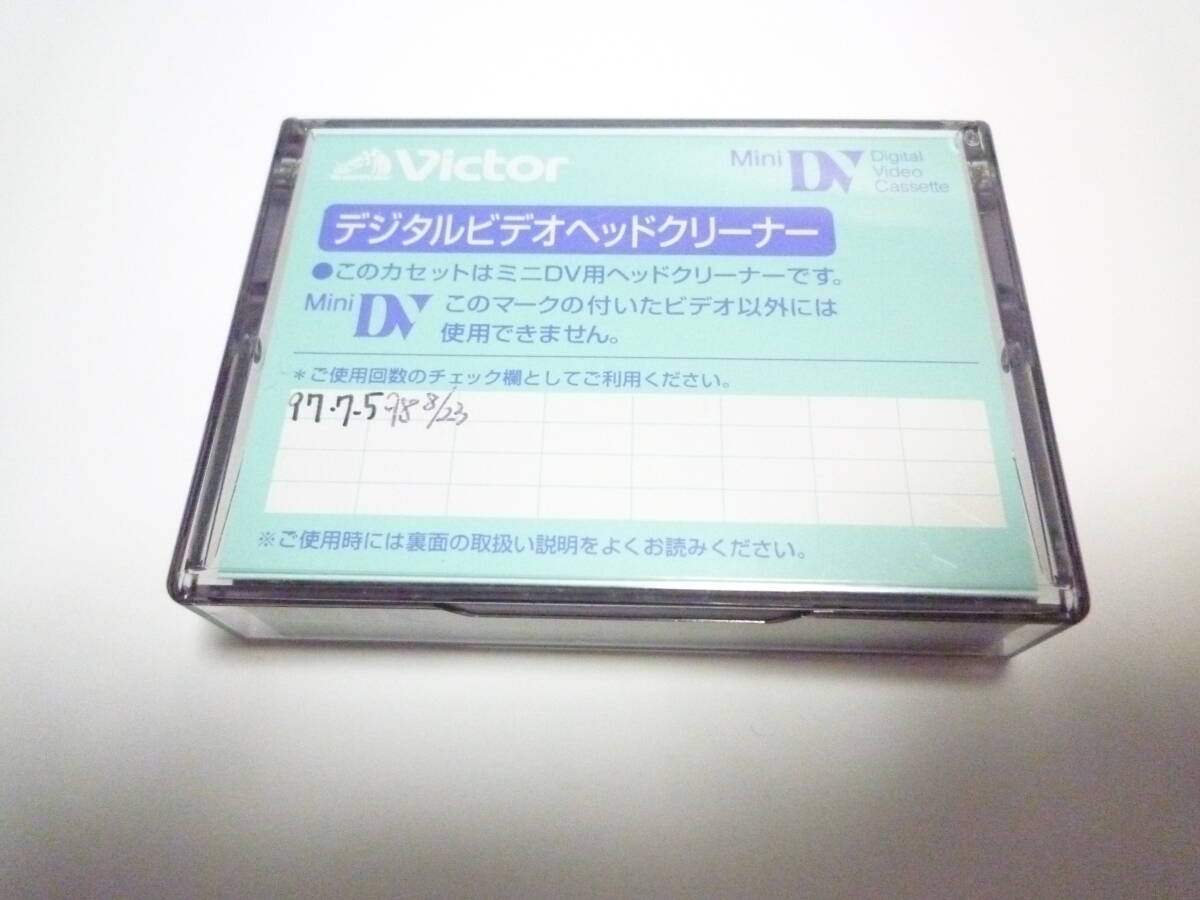 Victor
Mini DV Digital Video Cassette
デジタルビデオヘッドクリーナー
●このカセットはミニDV用ヘッドクリーナーです。
Mini DV このマークの付いたビデオ以外には
使用できません。
*ご使用回数のチェック欄としてご利用ください。
97.7-5 98 8/23
※ご使用時には裏面の取扱い説明をよくお読みください。